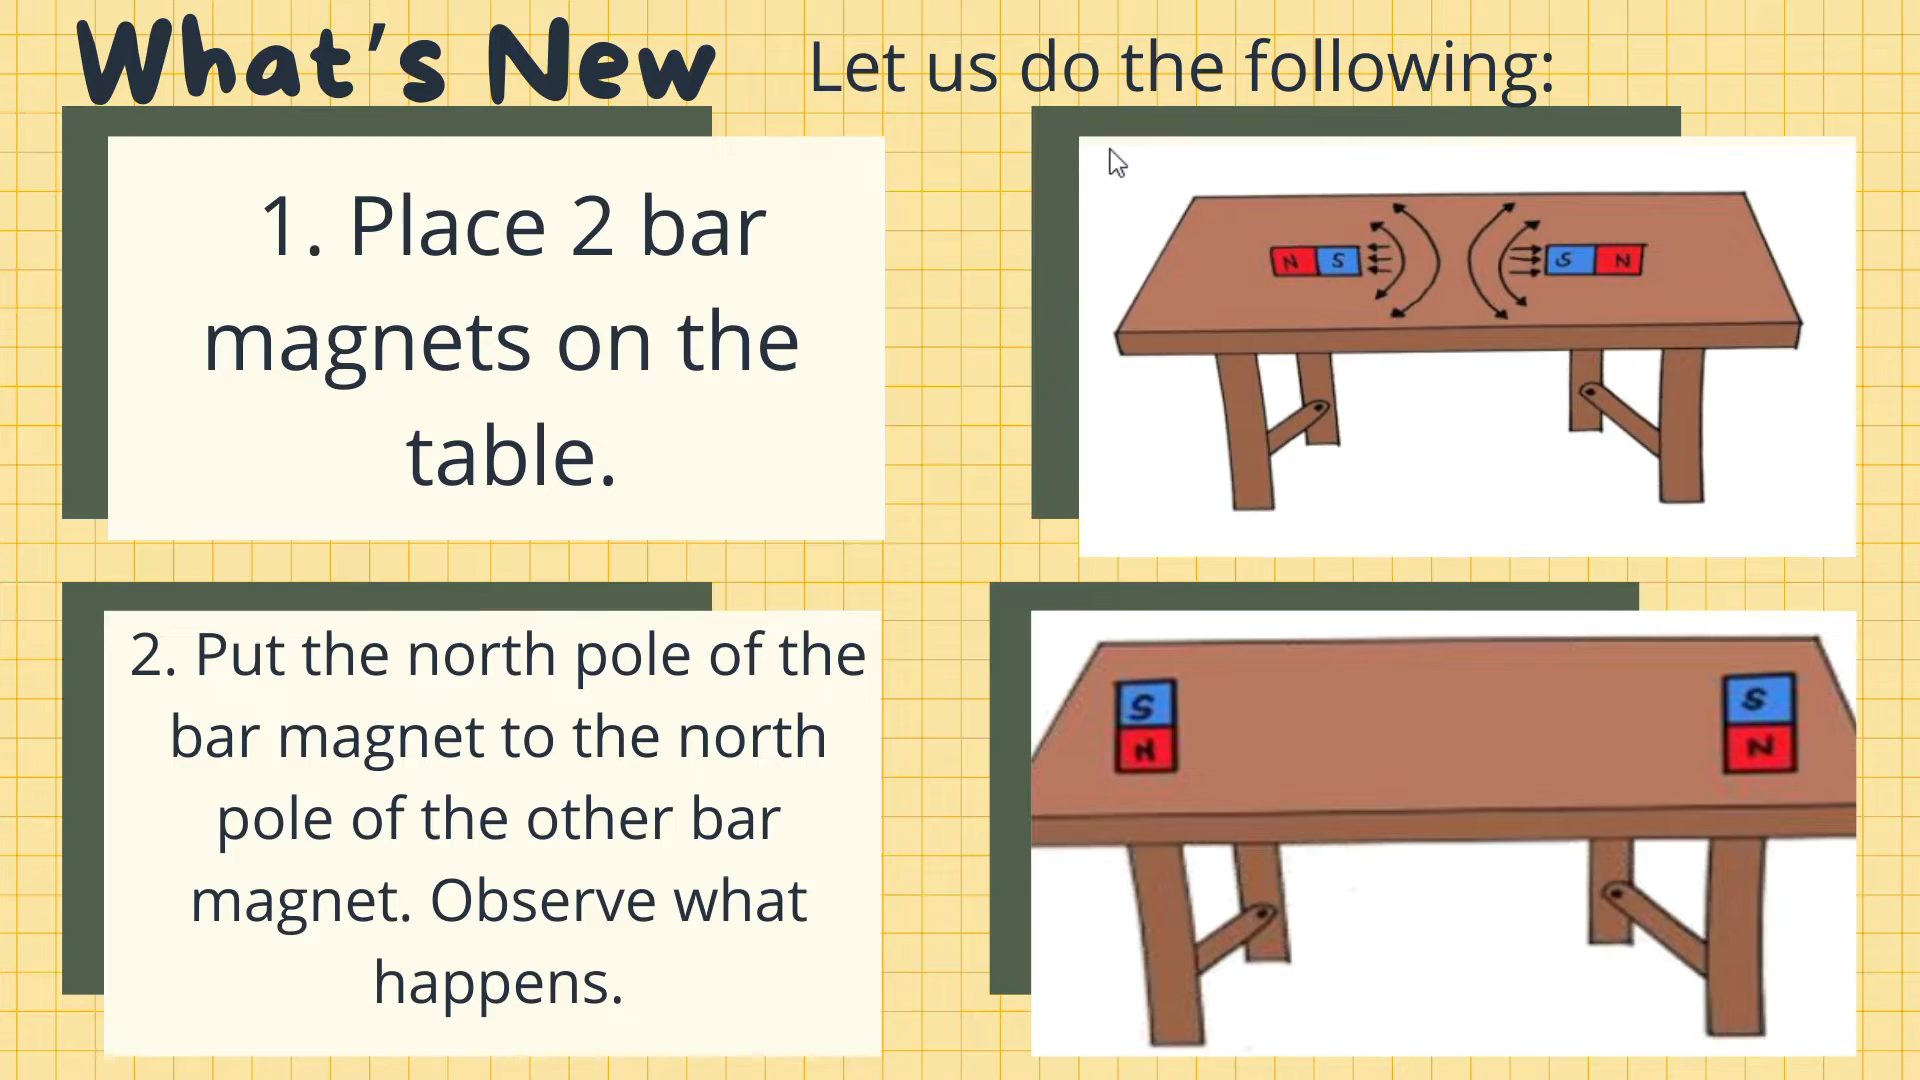 What's New
Let us do the following:
1. Place 2 bar
magnets on the
table.
N S
S N
2. Put the north pole of the
bar magnet to the north
pole of the other bar
magnet. Observe what
happens.
S
N
S
N